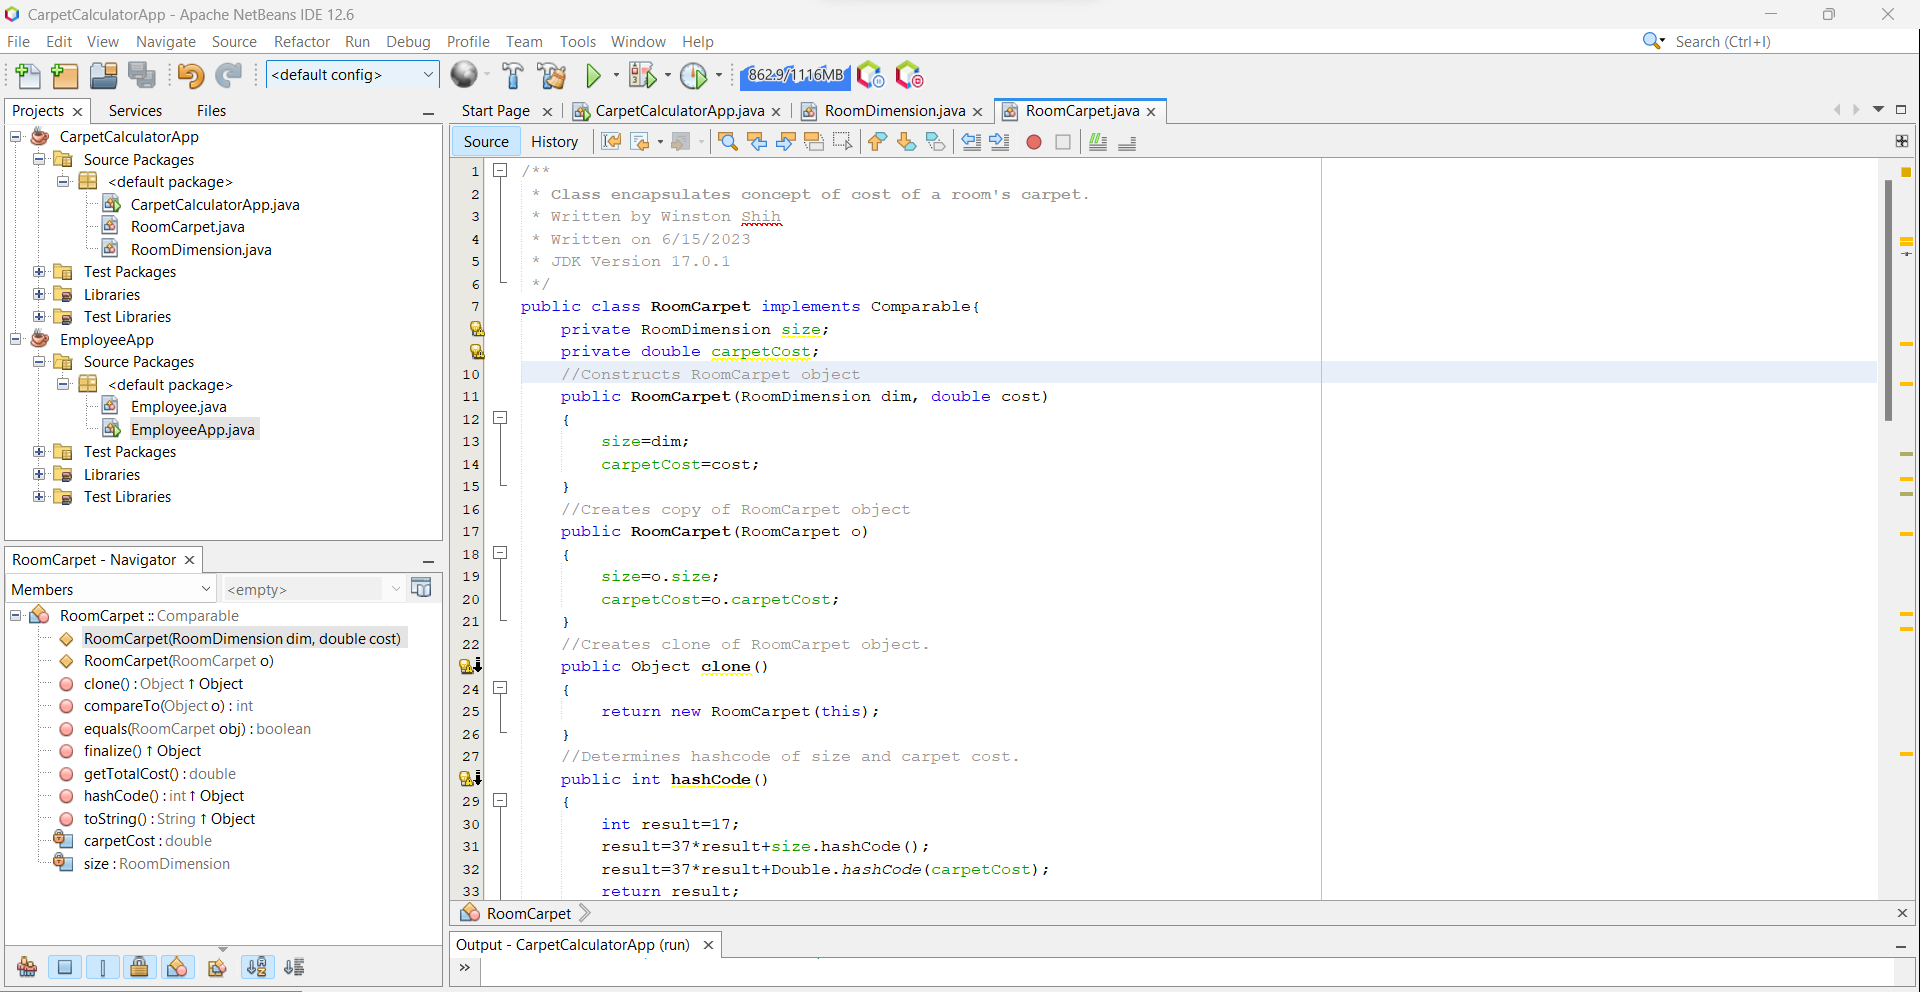 CarpetCalculatorApp - Apache NetBeans IDE 12.6
File Edit View Navigate Source Refactor Run Debug Profile Team Tools Window Help
Search (Ctrl+I)
<default config>
862.9/1116MB
Projects Services Files
CarpetCalculatorApp
Source Packages
<default package>
CarpetCalculatorApp.java
RoomCarpet.java
RoomDimension.java
Test Packages
Libraries
Test Libraries
EmployeeApp
Source Packages
<default package>
Employee.java
EmployeeApp.java
Test Packages
Libraries
Test Libraries
RoomCarpet - Navigator
Members
<empty>
RoomCarpet :: Comparable
RoomCarpet(RoomDimension dim, double cost)
RoomCarpet(RoomCarpet o)
clone() : Object ↑ Object
compareTo(Object o) : int
equals(RoomCarpet obj) : boolean
finalize() ↑ Object
getTotalCost() : double
hashCode() : int ↑ Object
toString() : String ↑ Object
carpetCost : double
size : RoomDimension
Start Page CarpetCalculatorApp.java RoomDimension.java RoomCarpet.java
Source History
1 /**
2 * Class encapsulates concept of cost of a room's carpet.
3 * Written by Winston Shih
4 * Written on 6/15/2023
5 * JDK Version 17.0.1
6 */
7 public class RoomCarpet implements Comparable{
private RoomDimension size;
private double carpetCost;
10 //Constructs RoomCarpet object
11 public RoomCarpet(RoomDimension dim, double cost)
12 {
13 size=dim;
14 carpetCost=cost;
15 }
16 //Creates copy of RoomCarpet object
17 public RoomCarpet(RoomCarpet o)
18 {
19 size=o.size;
20 carpetCost=o.carpetCost;
21 }
22 //Creates clone of RoomCarpet object.
public Object clone()
24 {
25 return new RoomCarpet(this);
26 }
27 //Determines hashcode of size and carpet cost.
public int hashCode()
29 {
30 int result=17;
31 result=37*result+size.hashCode();
32 result=37*result+Double.hashCode(carpetCost);
33 return result;
RoomCarpet
Output - CarpetCalculatorApp (run)